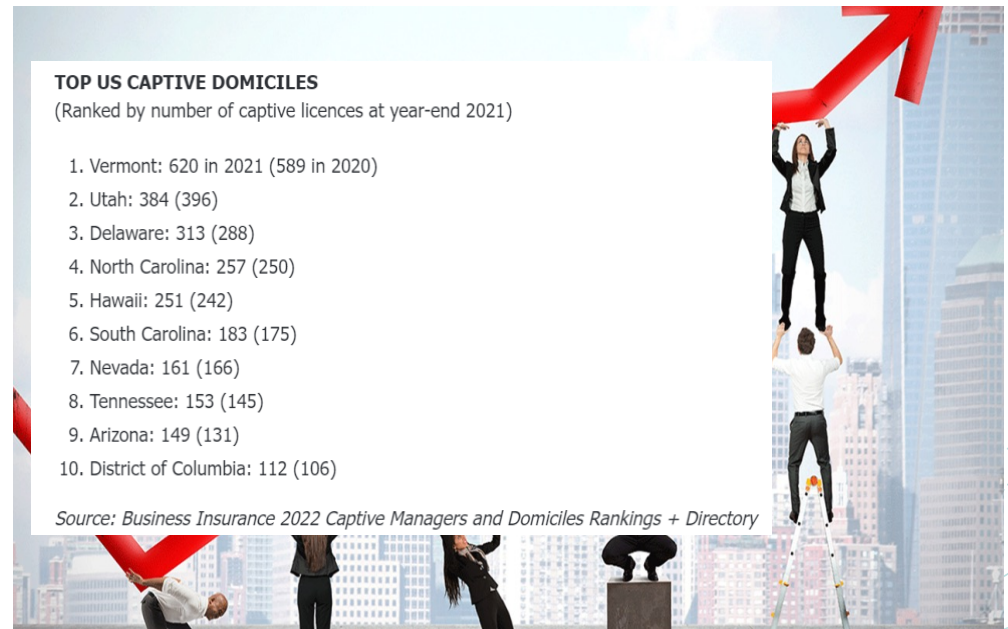 TOP US CAPTIVE DOMICILES
(Ranked by number of captive licences at year-end 2021)
1. Vermont: 620 in 2021 (589 in 2020)
2. Utah: 384 (396)
3. Delaware: 313 (288)
4. North Carolina: 257 (250)
5. Hawaii: 251 (242)
6. South Carolina: 183 (175)
7. Nevada: 161 (166)
8. Tennessee: 153 (145)
9. Arizona: 149 (131)
10. District of Columbia: 112 (106)
Source: Business Insurance 2022 Captive Managers and Domiciles Rankings + Directory